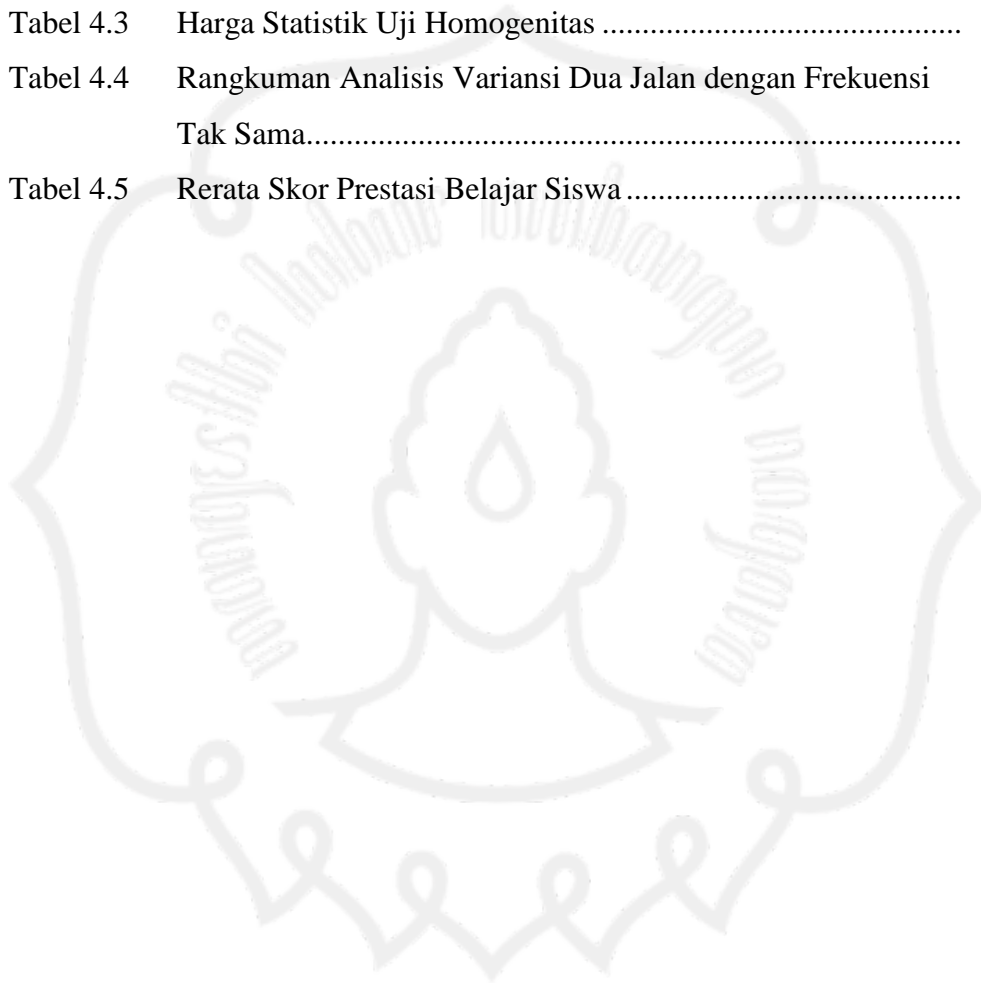 Tabel 4.3 Harga Statistik Uji Homogenitas ..........................................
Tabel 4.4 Rangkuman Analisis Variansi Dua Jalan dengan Frekuensi
Tak Sama............................................................................
Tabel 4.5 Rerata Skor Prestasi Belajar Siswa .......................................